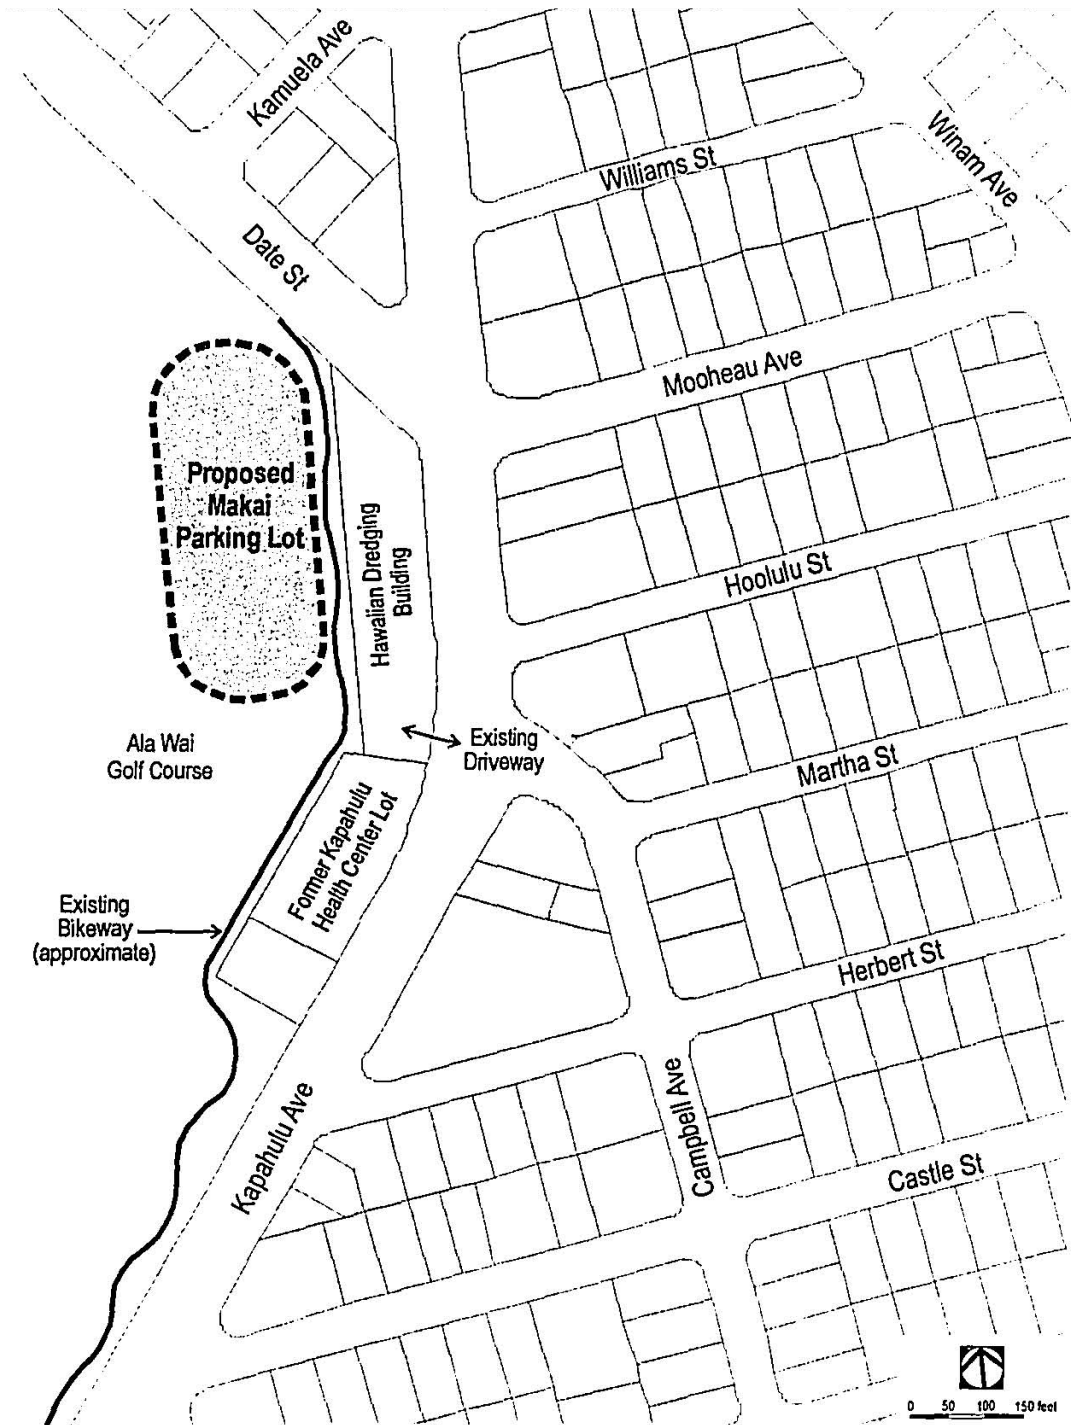 Kamuela Ave
Williams St
Winam Ave
Date St
Mooheau Ave
Proposed
Makai
Parking Lot
Hawaiian Dredging
Building
Hoolulu St
Ala Wai
Golf Course
Existing
Driveway
Martha St
Former Kapahulu
Health Center Lot
Existing
Bikeway
(approximate)
Herbert St
Kapahulu Ave
Campbell Ave
Castle St
0 50 100 150 feet